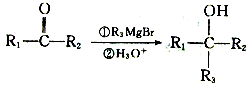 O
R₁—C—R₂
①R₃MgBr
②H₃O⁺
OH
R₁—C—R₂
R₃